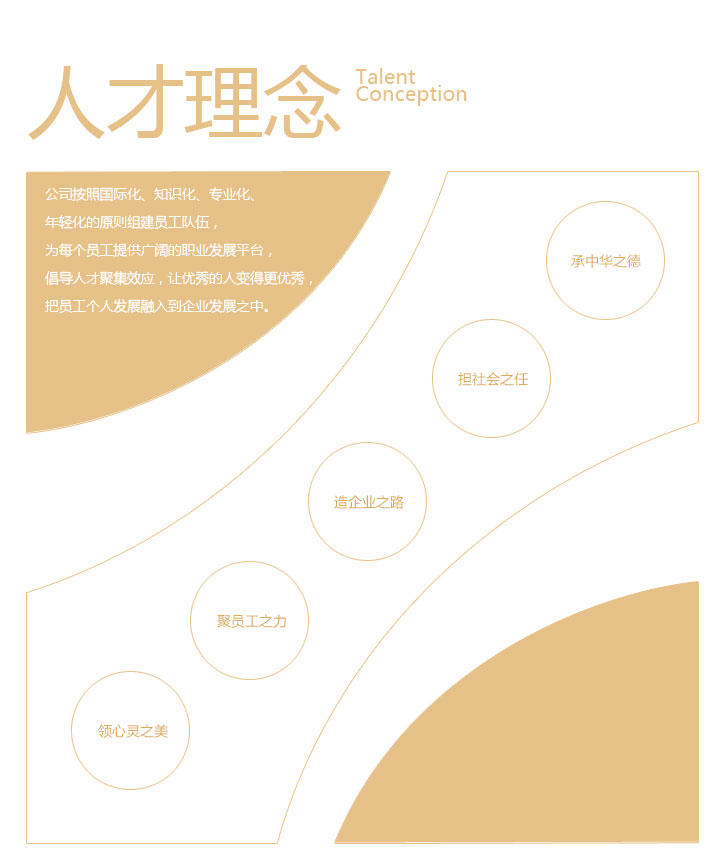 人才理念
Talent
Conception
公司按照国际化、知识化、专业化、
年轻化的原则组建员工队伍，
为每个员工提供广阔的职业发展平台，
倡导人才聚集效应，让优秀的人变得更优秀，
把员工个人发展融入到企业发展之中。
承中华之德
担社会之任
造企业之路
聚员工之力
领心灵之美